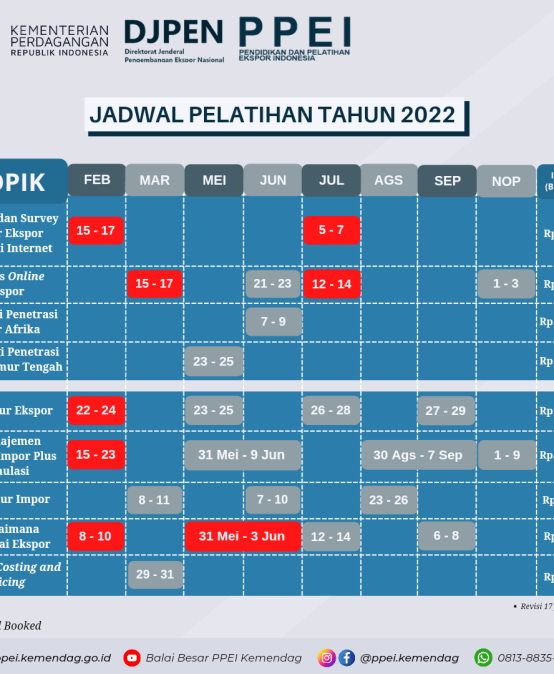 KEMENTERIAN
PERDAGANGAN
REPUBLIK INDONESIA
DJPEN
Direktorat Jenderal
Pengembangan Ekspor Nasional
PPEI
PENDIDIKAN DAN PELATIHAN
EKSPOR INDONESIA
JADWAL PELATIHAN TAHUN 2022
OPIK FEB MAR MEI JUN JUL AGS SEP NOP
(B
dan Survey
r Ekspor
i Internet
15 - 17 5 - 7 Rp
s Online
spor
15 - 17 21 - 23 12 - 14 1 - 3 Rp
i Penetrasi
r Afrika
7 - 9 Rp
gi Penetrasi
mur Tengah
23 - 25 Rp
ur Ekspor 22 - 24 23 - 25 26 - 28 27 - 29 Rp
ajemen
Impor Plus
mulasi
15 - 23 31 Mei - 9 Jun 30 Ags - 7 Sep 1 - 9 Rp
ur Impor 8 - 11 7 - 10 23 - 26 Rp
aimana
ai Ekspor
8 - 10 31 Mei - 3 Jun 12 - 14 6 - 8 Rp
Costing and
icing
29 - 31 Rp
• Revisi 17
Booked
ppei.kemendag.go.id Balai Besar PPEI Kemendag @ppei.kemendag 0813-8835-